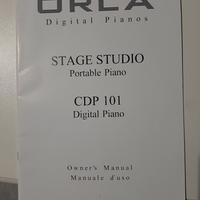 ORLA
Digital Pianos
STAGE STUDIO
Portable Piano
CDP 101
Digital Piano
Owner's Manual
Manuale d'uso